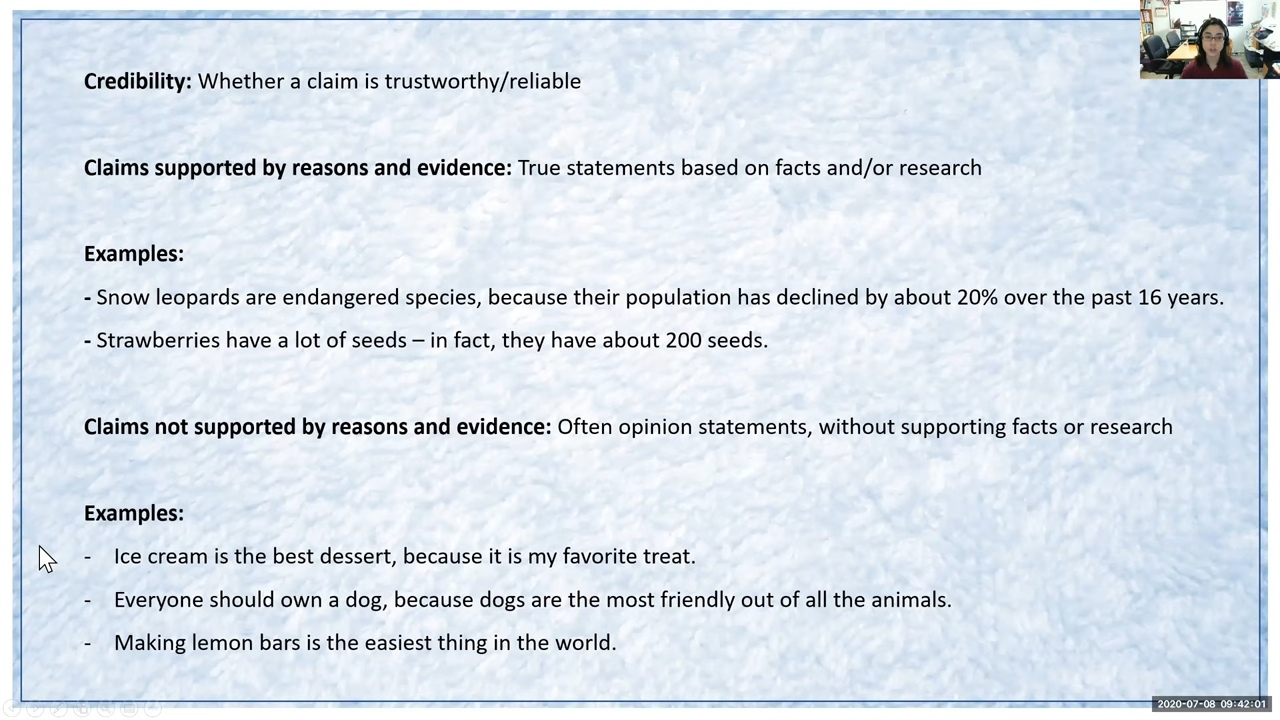 Credibility: Whether a claim is trustworthy/reliable
Claims supported by reasons and evidence: True statements based on facts and/or research
Examples:
- Snow leopards are endangered species, because their population has declined by about 20% over the past 16 years.
- Strawberries have a lot of seeds – in fact, they have about 200 seeds.
Claims not supported by reasons and evidence: Often opinion statements, without supporting facts or research
Examples:
- Ice cream is the best dessert, because it is my favorite treat.
- Everyone should own a dog, because dogs are the most friendly out of all the animals.
- Making lemon bars is the easiest thing in the world.
2020-07-08 09:42:01